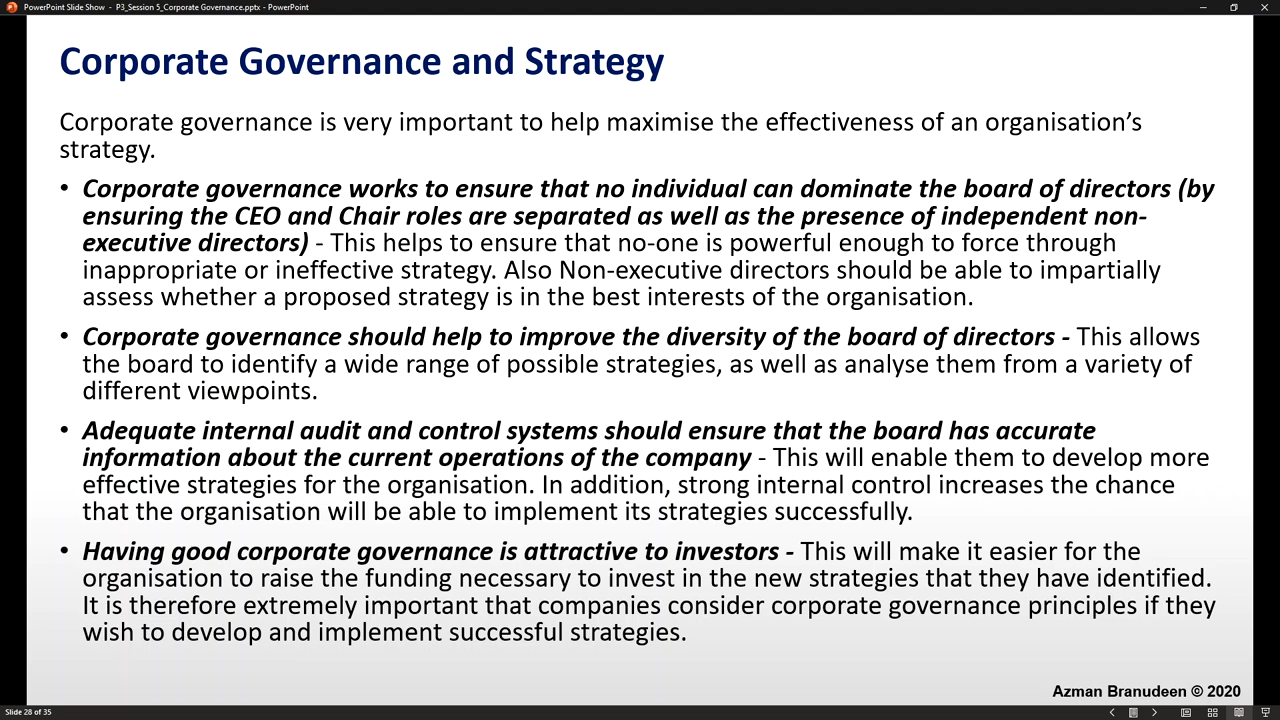 PowerPoint Slide Show - P3_Session 5_Corporate Governance.pptx - PowerPoint
Corporate Governance and Strategy
Corporate governance is very important to help maximise the effectiveness of an organisation’s
strategy.
• Corporate governance works to ensure that no individual can dominate the board of directors (by
ensuring the CEO and Chair roles are separated as well as the presence of independent non-
executive directors) - This helps to ensure that no-one is powerful enough to force through
inappropriate or ineffective strategy. Also Non-executive directors should be able to impartially
assess whether a proposed strategy is in the best interests of the organisation.
• Corporate governance should help to improve the diversity of the board of directors - This allows
the board to identify a wide range of possible strategies, as well as analyse them from a variety of
different viewpoints.
• Adequate internal audit and control systems should ensure that the board has accurate
information about the current operations of the company - This will enable them to develop more
effective strategies for the organisation. In addition, strong internal control increases the chance
that the organisation will be able to implement its strategies successfully.
• Having good corporate governance is attractive to investors - This will make it easier for the
organisation to raise the funding necessary to invest in the new strategies that they have identified.
It is therefore extremely important that companies consider corporate governance principles if they
wish to develop and implement successful strategies.
Azman Branudeen © 2020
Slide 28 of 35